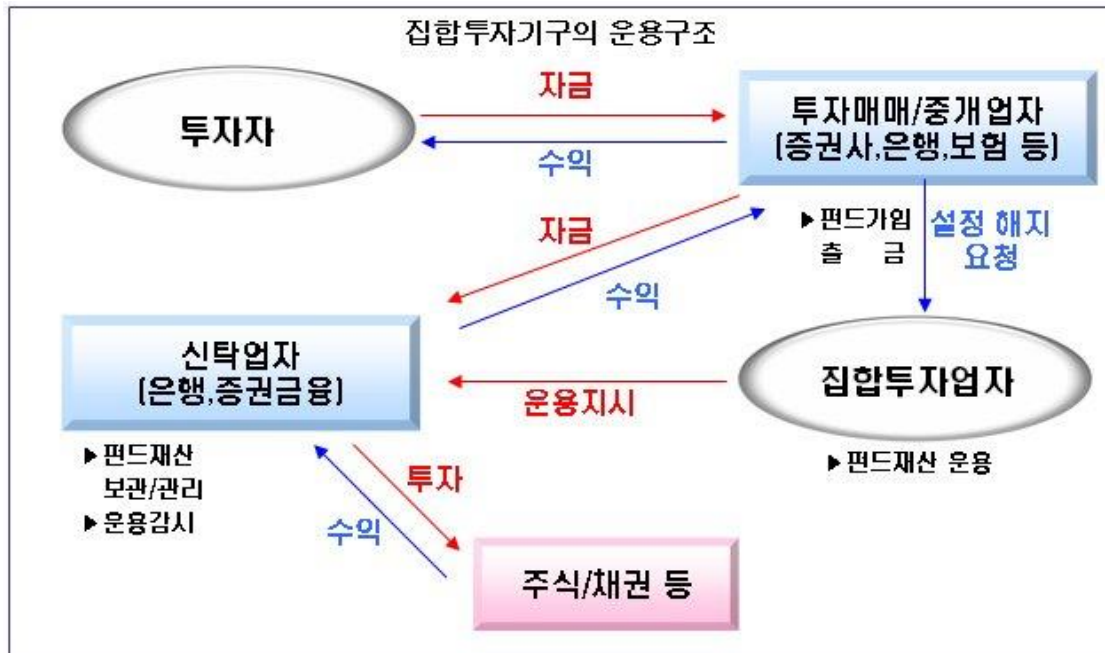 집합투자기구의 운용구조
자금
투자자
투자매매/중개업자
(증권사,은행,보험 등)
수익
자금
▶펀드가입
출 금
설정 해지
요청
수익
신탁업자
(은행,증권금융)
집합투자업자
운용지시
▶펀드재산
보관/관리
▶운용감시
▶펀드재산 운용
투자
수익
주식/채권 등